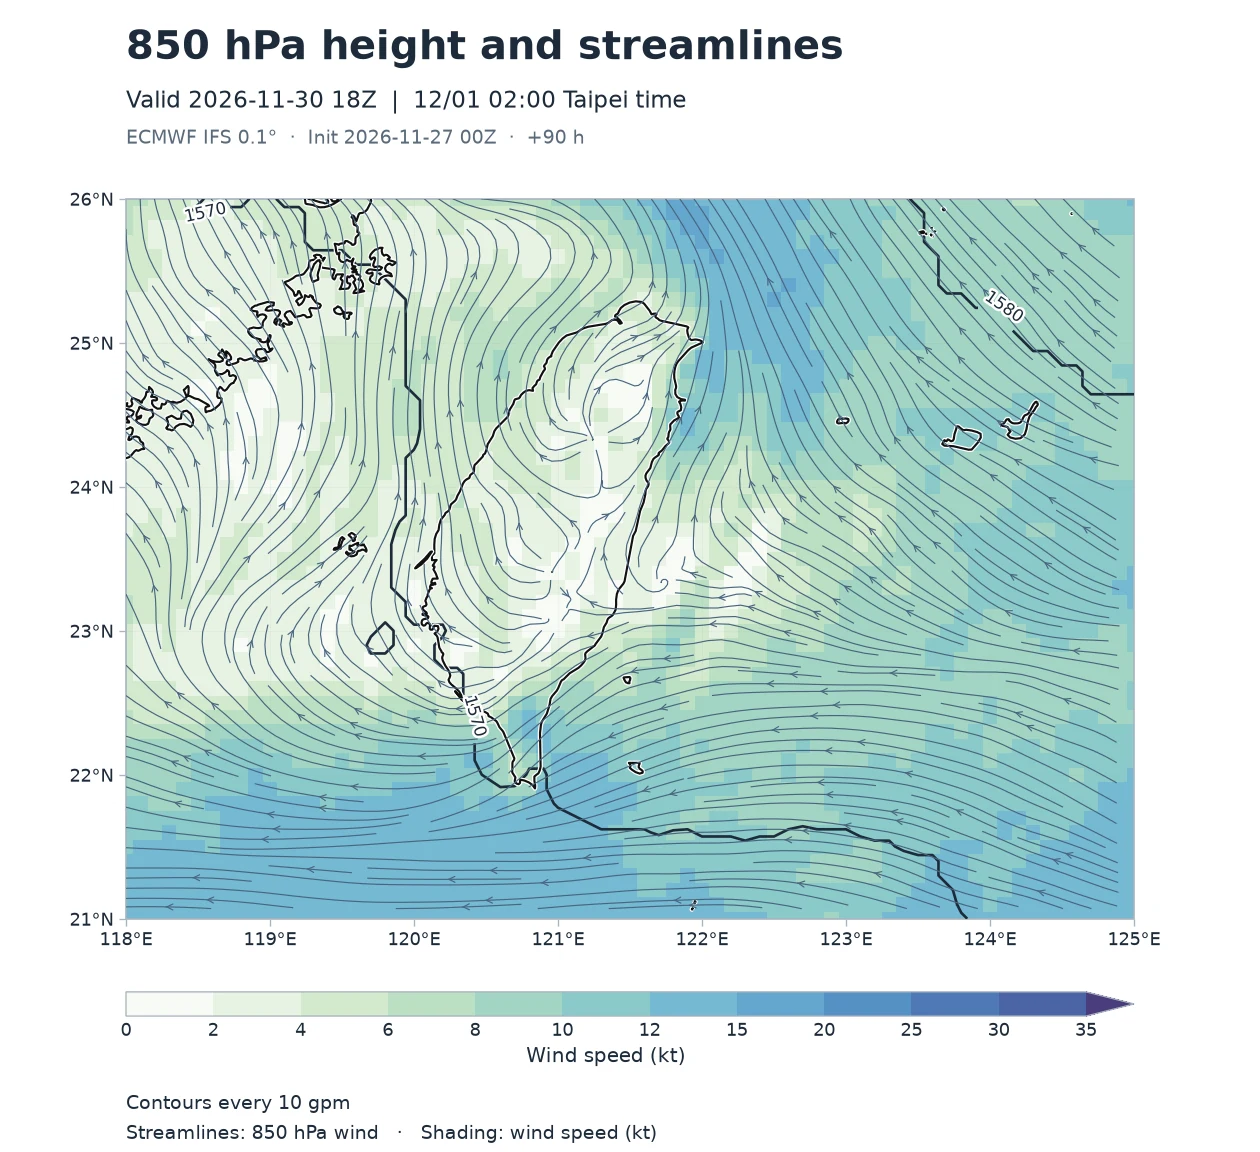 850 hPa height and streamlines
Valid 2026-11-30 18Z | 12/01 02:00 Taipei time
ECMWF IFS 0.1° · Init 2026-11-27 00Z · +90 h
26°N
1570
1580
25°N
24°N
23°N
1570
22°N
21°N
118°E 119°E 120°E 121°E 122°E 123°E 124°E 125°E
0 2 4 6 8 10 12 15 20 25 30 35
Wind speed (kt)
Contours every 10 gpm
Streamlines: 850 hPa wind · Shading: wind speed (kt)